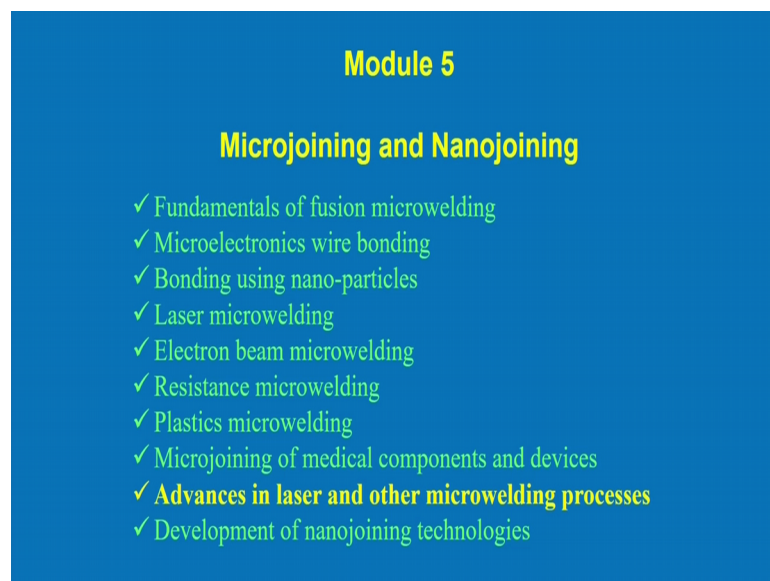 Module 5
Microjoining and Nanojoining
✓ Fundamentals of fusion microwelding
✓ Microelectronics wire bonding
✓ Bonding using nano-particles
✓ Laser microwelding
✓ Electron beam microwelding
✓ Resistance microwelding
✓ Plastics microwelding
✓ Microjoining of medical components and devices
✓ Advances in laser and other microwelding processes
✓ Development of nanojoining technologies